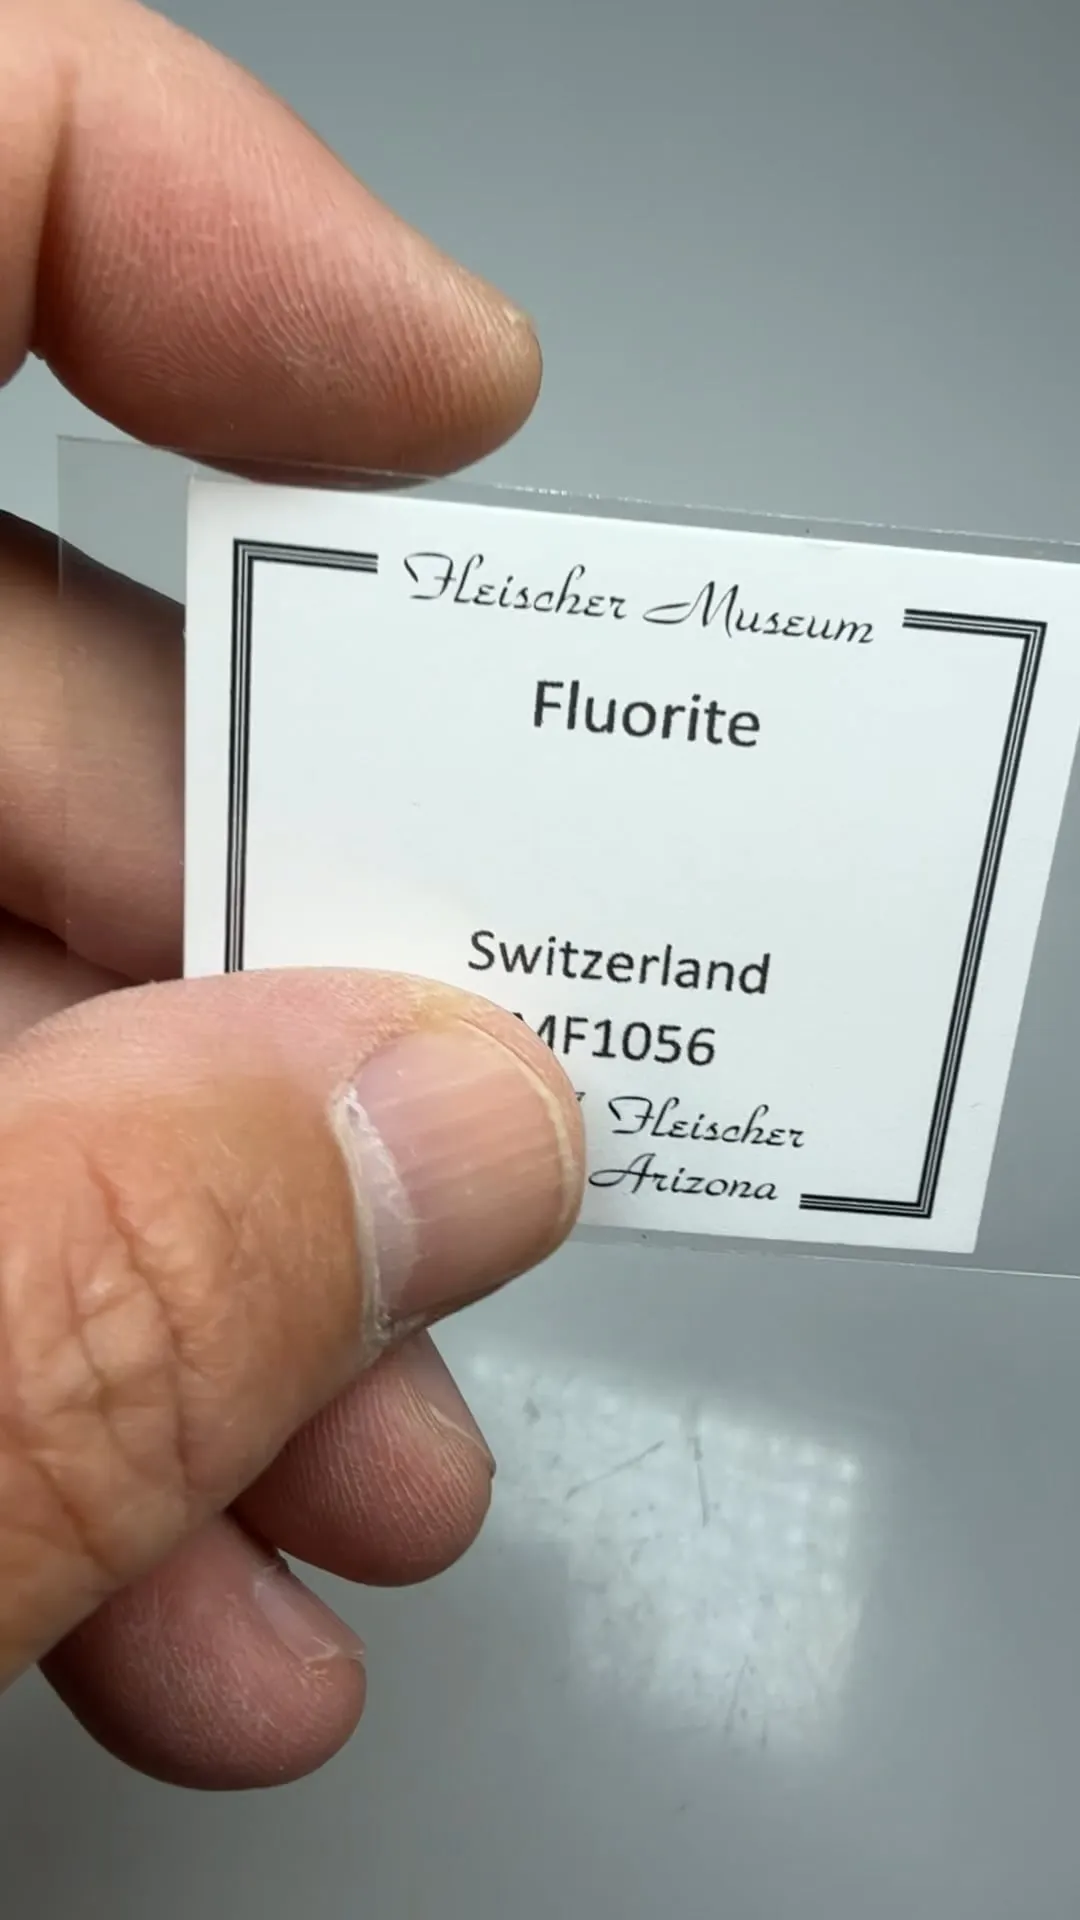 Fleischer Museum
Fluorite
Switzerland
MF1056
Fleischer
Arizona